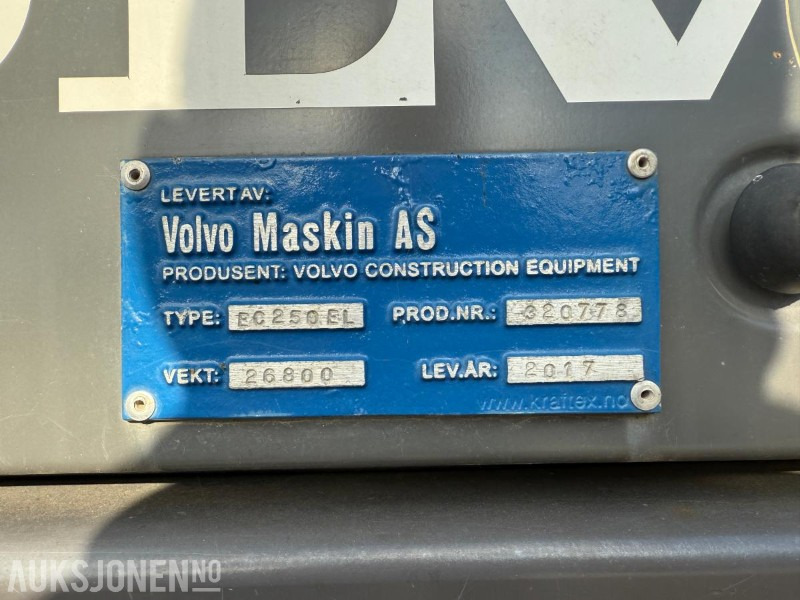 LEVERT AV:
Volvo Maskin AS
PRODUSENT: VOLVO CONSTRUCTION EQUIPMENT
TYPE: EC250EL PROD.NR.: 320778
VEKT: 26800 LEV.ÅR: 2017
www.kraftex.no
AUKSJONEN.NO